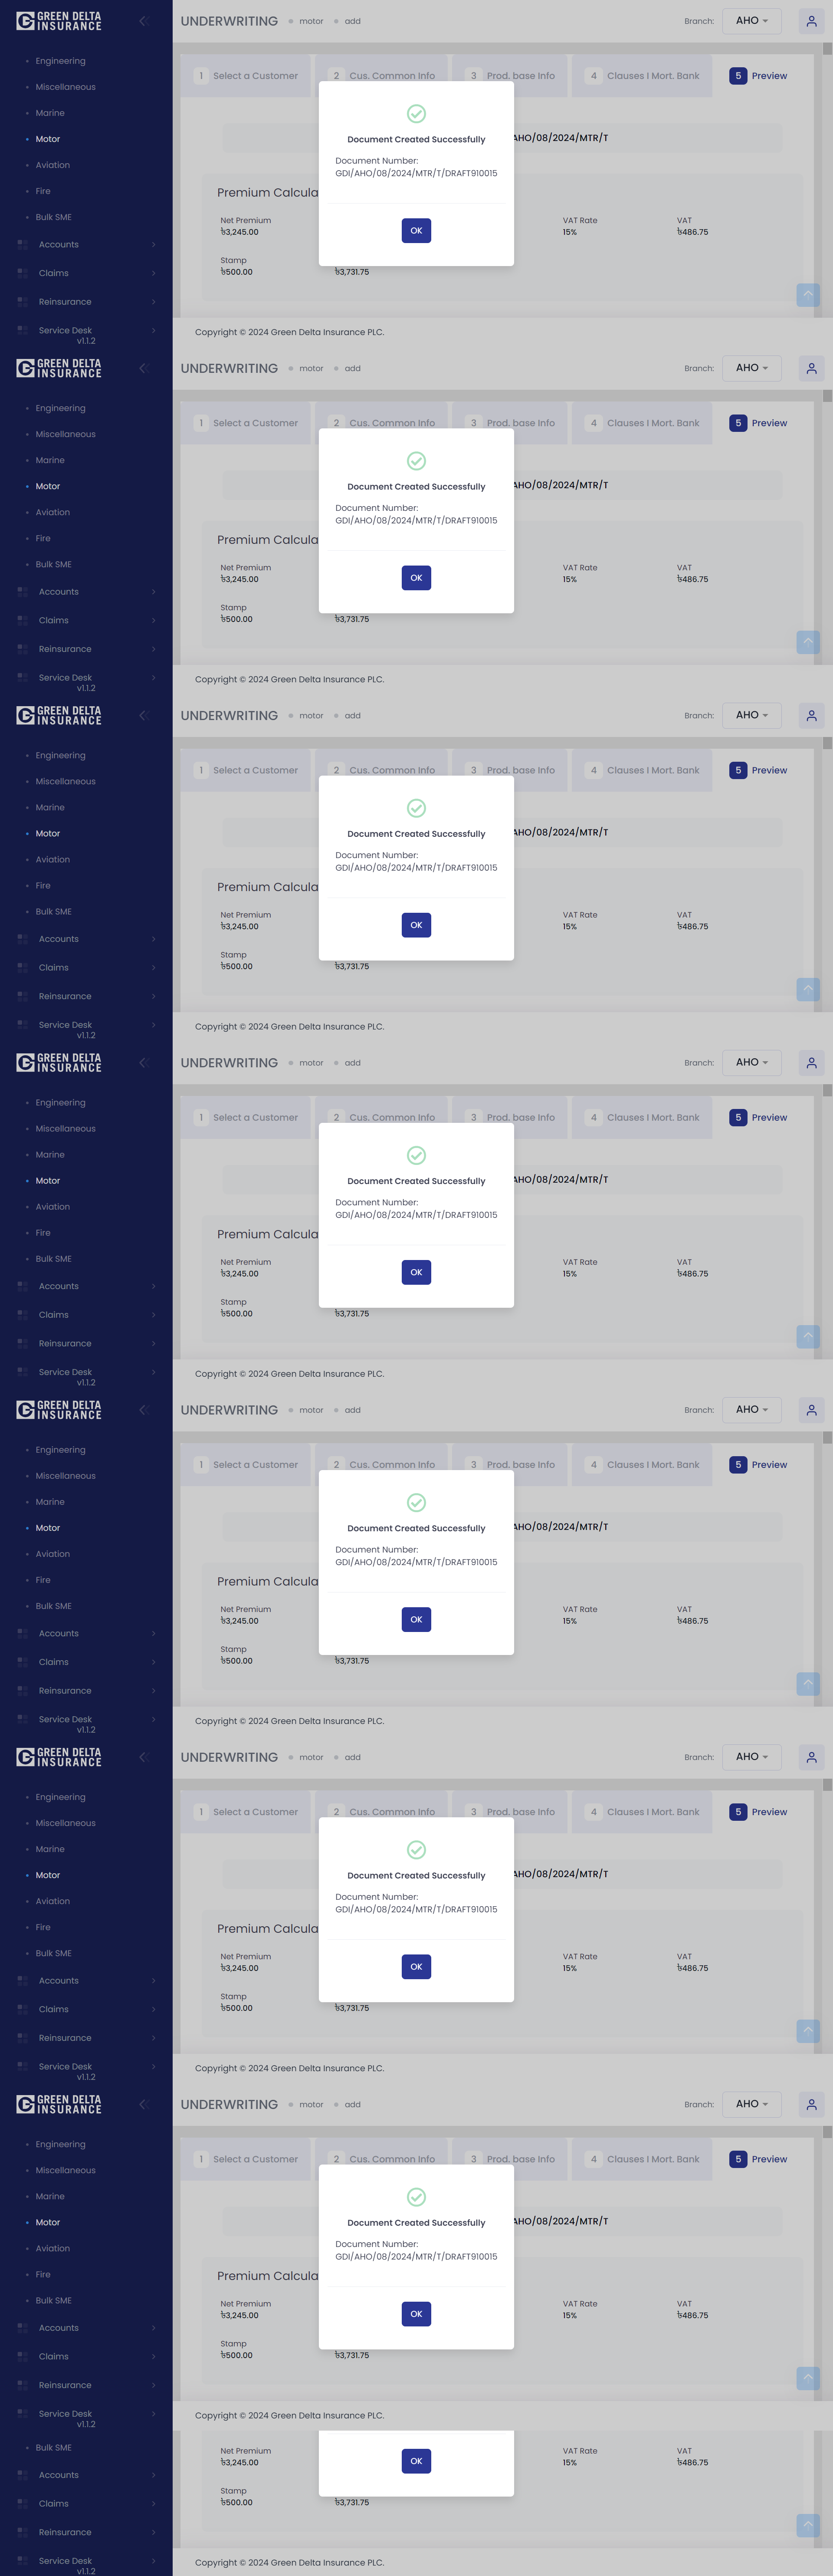 GREEN DELTA
INSURANCE
Engineering
Miscellaneous
Marine
Motor
Aviation
Fire
Bulk SME
Accounts
Claims
Reinsurance
Service Desk
v1.1.2
UNDERWRITING motor add
Branch: AHO
1 Select a Customer 2 Cus. Common Info 3 Prod. base Info 4 Clauses I Mort. Bank 5 Preview
AHO/08/2024/MTR/T
Document Created Successfully
Document Number:
GDI/AHO/08/2024/MTR/T/DRAFT910015
OK
Premium Calcula
Net Premium VAT Rate VAT
৳3,245.00 15% ৳486.75
Stamp
৳500.00 ৳3,731.75
Copyright © 2024 Green Delta Insurance PLC.
GREEN DELTA
INSURANCE
Engineering
Miscellaneous
Marine
Motor
Aviation
Fire
Bulk SME
Accounts
Claims
Reinsurance
Service Desk
v1.1.2
UNDERWRITING motor add
Branch: AHO
1 Select a Customer 2 Cus. Common Info 3 Prod. base Info 4 Clauses I Mort. Bank 5 Preview
AHO/08/2024/MTR/T
Document Created Successfully
Document Number:
GDI/AHO/08/2024/MTR/T/DRAFT910015
OK
Premium Calcula
Net Premium VAT Rate VAT
৳3,245.00 15% ৳486.75
Stamp
৳500.00 ৳3,731.75
Copyright © 2024 Green Delta Insurance PLC.
GREEN DELTA
INSURANCE
Engineering
Miscellaneous
Marine
Motor
Aviation
Fire
Bulk SME
Accounts
Claims
Reinsurance
Service Desk
v1.1.2
UNDERWRITING motor add
Branch: AHO
1 Select a Customer 2 Cus. Common Info 3 Prod. base Info 4 Clauses I Mort. Bank 5 Preview
AHO/08/2024/MTR/T
Document Created Successfully
Document Number:
GDI/AHO/08/2024/MTR/T/DRAFT910015
OK
Premium Calcula
Net Premium VAT Rate VAT
৳3,245.00 15% ৳486.75
Stamp
৳500.00 ৳3,731.75
Copyright © 2024 Green Delta Insurance PLC.
GREEN DELTA
INSURANCE
Engineering
Miscellaneous
Marine
Motor
Aviation
Fire
Bulk SME
Accounts
Claims
Reinsurance
Service Desk
v1.1.2
UNDERWRITING motor add
Branch: AHO
1 Select a Customer 2 Cus. Common Info 3 Prod. base Info 4 Clauses I Mort. Bank 5 Preview
AHO/08/2024/MTR/T
Document Created Successfully
Document Number:
GDI/AHO/08/2024/MTR/T/DRAFT910015
OK
Premium Calcula
Net Premium VAT Rate VAT
৳3,245.00 15% ৳486.75
Stamp
৳500.00 ৳3,731.75
Copyright © 2024 Green Delta Insurance PLC.
GREEN DELTA
INSURANCE
Engineering
Miscellaneous
Marine
Motor
Aviation
Fire
Bulk SME
Accounts
Claims
Reinsurance
Service Desk
v1.1.2
UNDERWRITING motor add
Branch: AHO
1 Select a Customer 2 Cus. Common Info 3 Prod. base Info 4 Clauses I Mort. Bank 5 Preview
AHO/08/2024/MTR/T
Document Created Successfully
Document Number:
GDI/AHO/08/2024/MTR/T/DRAFT910015
OK
Premium Calcula
Net Premium VAT Rate VAT
৳3,245.00 15% ৳486.75
Stamp
৳500.00 ৳3,731.75
Copyright © 2024 Green Delta Insurance PLC.
GREEN DELTA
INSURANCE
Engineering
Miscellaneous
Marine
Motor
Aviation
Fire
Bulk SME
Accounts
Claims
Reinsurance
Service Desk
v1.1.2
UNDERWRITING motor add
Branch: AHO
1 Select a Customer 2 Cus. Common Info 3 Prod. base Info 4 Clauses I Mort. Bank 5 Preview
AHO/08/2024/MTR/T
Document Created Successfully
Document Number:
GDI/AHO/08/2024/MTR/T/DRAFT910015
OK
Premium Calcula
Net Premium VAT Rate VAT
৳3,245.00 15% ৳486.75
Stamp
৳500.00 ৳3,731.75
Copyright © 2024 Green Delta Insurance PLC.
GREEN DELTA
INSURANCE
Engineering
Miscellaneous
Marine
Motor
Aviation
Fire
Bulk SME
Accounts
Claims
Reinsurance
Service Desk
v1.1.2
UNDERWRITING motor add
Branch: AHO
1 Select a Customer 2 Cus. Common Info 3 Prod. base Info 4 Clauses I Mort. Bank 5 Preview
AHO/08/2024/MTR/T
Document Created Successfully
Document Number:
GDI/AHO/08/2024/MTR/T/DRAFT910015
OK
Premium Calcula
Net Premium VAT Rate VAT
৳3,245.00 15% ৳486.75
Stamp
৳500.00 ৳3,731.75
Copyright © 2024 Green Delta Insurance PLC.
Bulk SME
Accounts
Claims
Reinsurance
Service Desk
v1.1.2
Net Premium VAT Rate VAT
৳3,245.00 15% ৳486.75
OK
Stamp
৳500.00 ৳3,731.75
Copyright © 2024 Green Delta Insurance PLC.